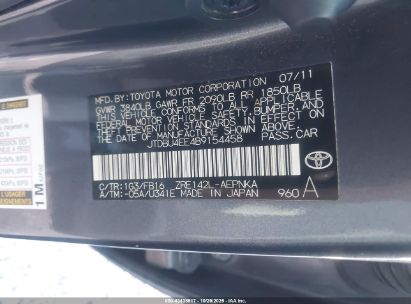 MFD. BY: TOYOTA MOTOR CORPORATION 07/11
GVWR 3840LB GAWR FR 2090LB RR 1850LB
THIS VEHICLE CONFORMS TO ALL APPLICABLE
FEDERAL MOTOR VEHICLE SAFETY, BUMPER, AND
THEFT PREVENTION STANDARDS IN EFFECT ON
THE DATE OF MANUFACTURE SHOWN ABOVE.
JTDBU4EE4B9154458 PASS. CAR
C/TR: 1G3/FB16 ZRE142L-AEPNKA
A/TM: -05A/U341E MADE IN JAPAN 960 A
TOYOTA
1M